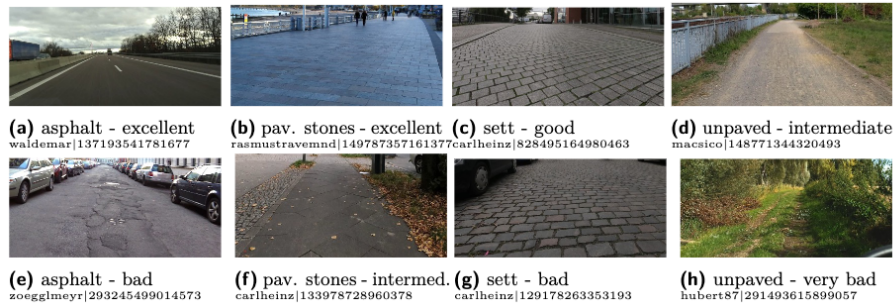 (a) asphalt - excellent
waldemar|137193541781677
(b) pav. stones - excellent
rasmustravemnd|149787357161377
(c) sett - good
carlheinz|828495164980463
(d) unpaved - intermediate
macsico|148771344320493
(e) asphalt - bad
zoegglmeyr|293245499014573
(f) pav. stones - intermed.
carlheinz|133978728960378
(g) sett - bad
carlheinz|129178263353193
(h) unpaved - very bad
hubert87|291493615899057